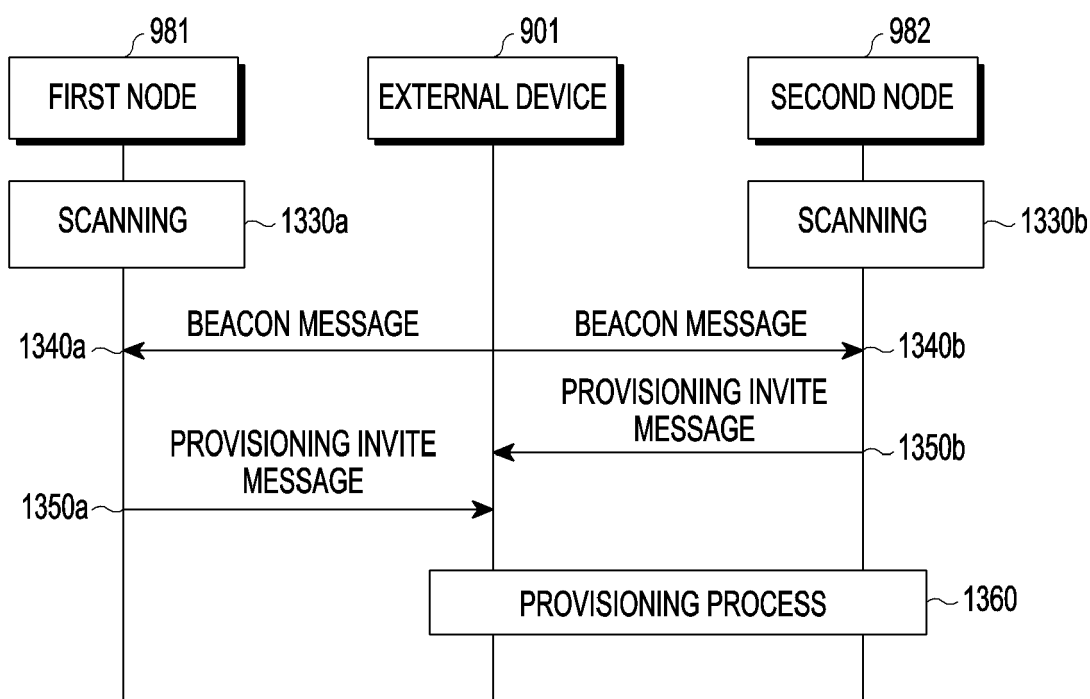 981
901
982
FIRST NODE
EXTERNAL DEVICE
SECOND NODE
SCANNING
1330a
SCANNING
1330b
BEACON MESSAGE
BEACON MESSAGE
1340a
1340b
PROVISIONING INVITE
MESSAGE
1350b
PROVISIONING INVITE
MESSAGE
1350a
PROVISIONING PROCESS
1360